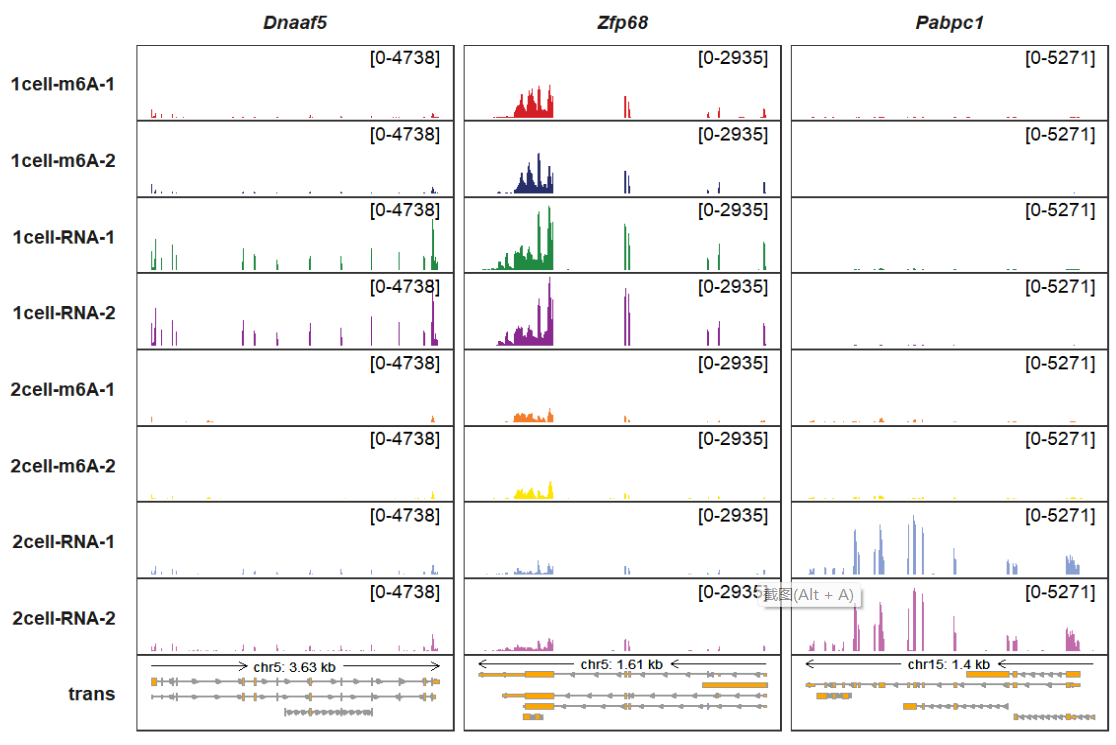 Dnaaf5 Zfp68 Pabpc1
1cell-m6A-1 [0-4738] [0-2935] [0-5271]
1cell-m6A-2 [0-4738] [0-2935] [0-5271]
1cell-RNA-1 [0-4738] [0-2935] [0-5271]
1cell-RNA-2 [0-4738] [0-2935] [0-5271]
2cell-m6A-1 [0-4738] [0-2935] [0-5271]
2cell-m6A-2 [0-4738] [0-2935] [0-5271]
2cell-RNA-1 [0-4738] [0-2935] [0-5271]
2cell-RNA-2 [0-4738] [0-2935] [0-5271]
截图(Alt + A)
chr5: 3.63 kb chr5: 1.61 kb chr15: 1.4 kb
trans